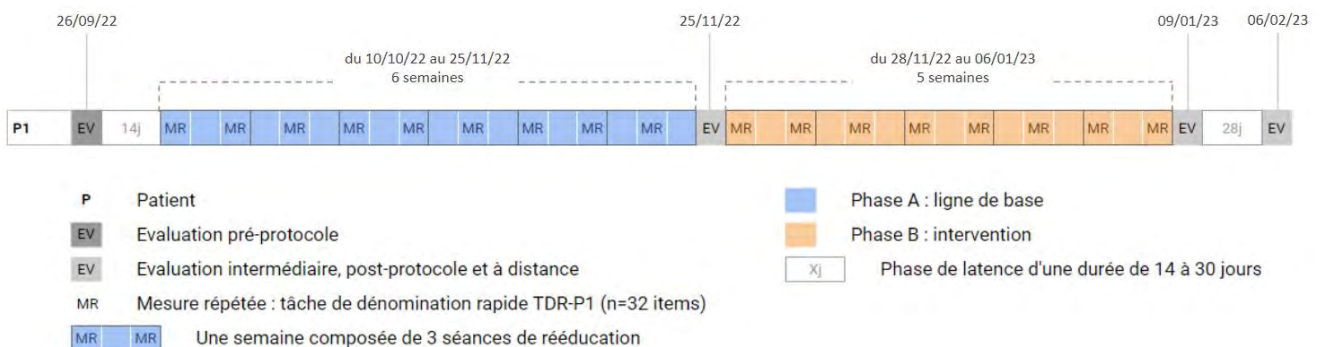 26/09/22 25/11/22 09/01/23 06/02/23
du 10/10/22 au 25/11/22 du 28/11/22 au 06/01/23
6 semaines 5 semaines
P1 EV 14j MR MR MR MR MR MR MR MR MR EV MR MR MR MR MR MR MR MR EV 28j EV
P Patient
EV Evaluation pré-protocole
EV Evaluation intermédiaire, post-protocole et à distance
MR Mesure répétée : tâche de dénomination rapide TDR-P1 (n=32 items)
MR MR Une semaine composée de 3 séances de rééducation
Phase A : ligne de base
Phase B : intervention
Xj Phase de latence d'une durée de 14 à 30 jours